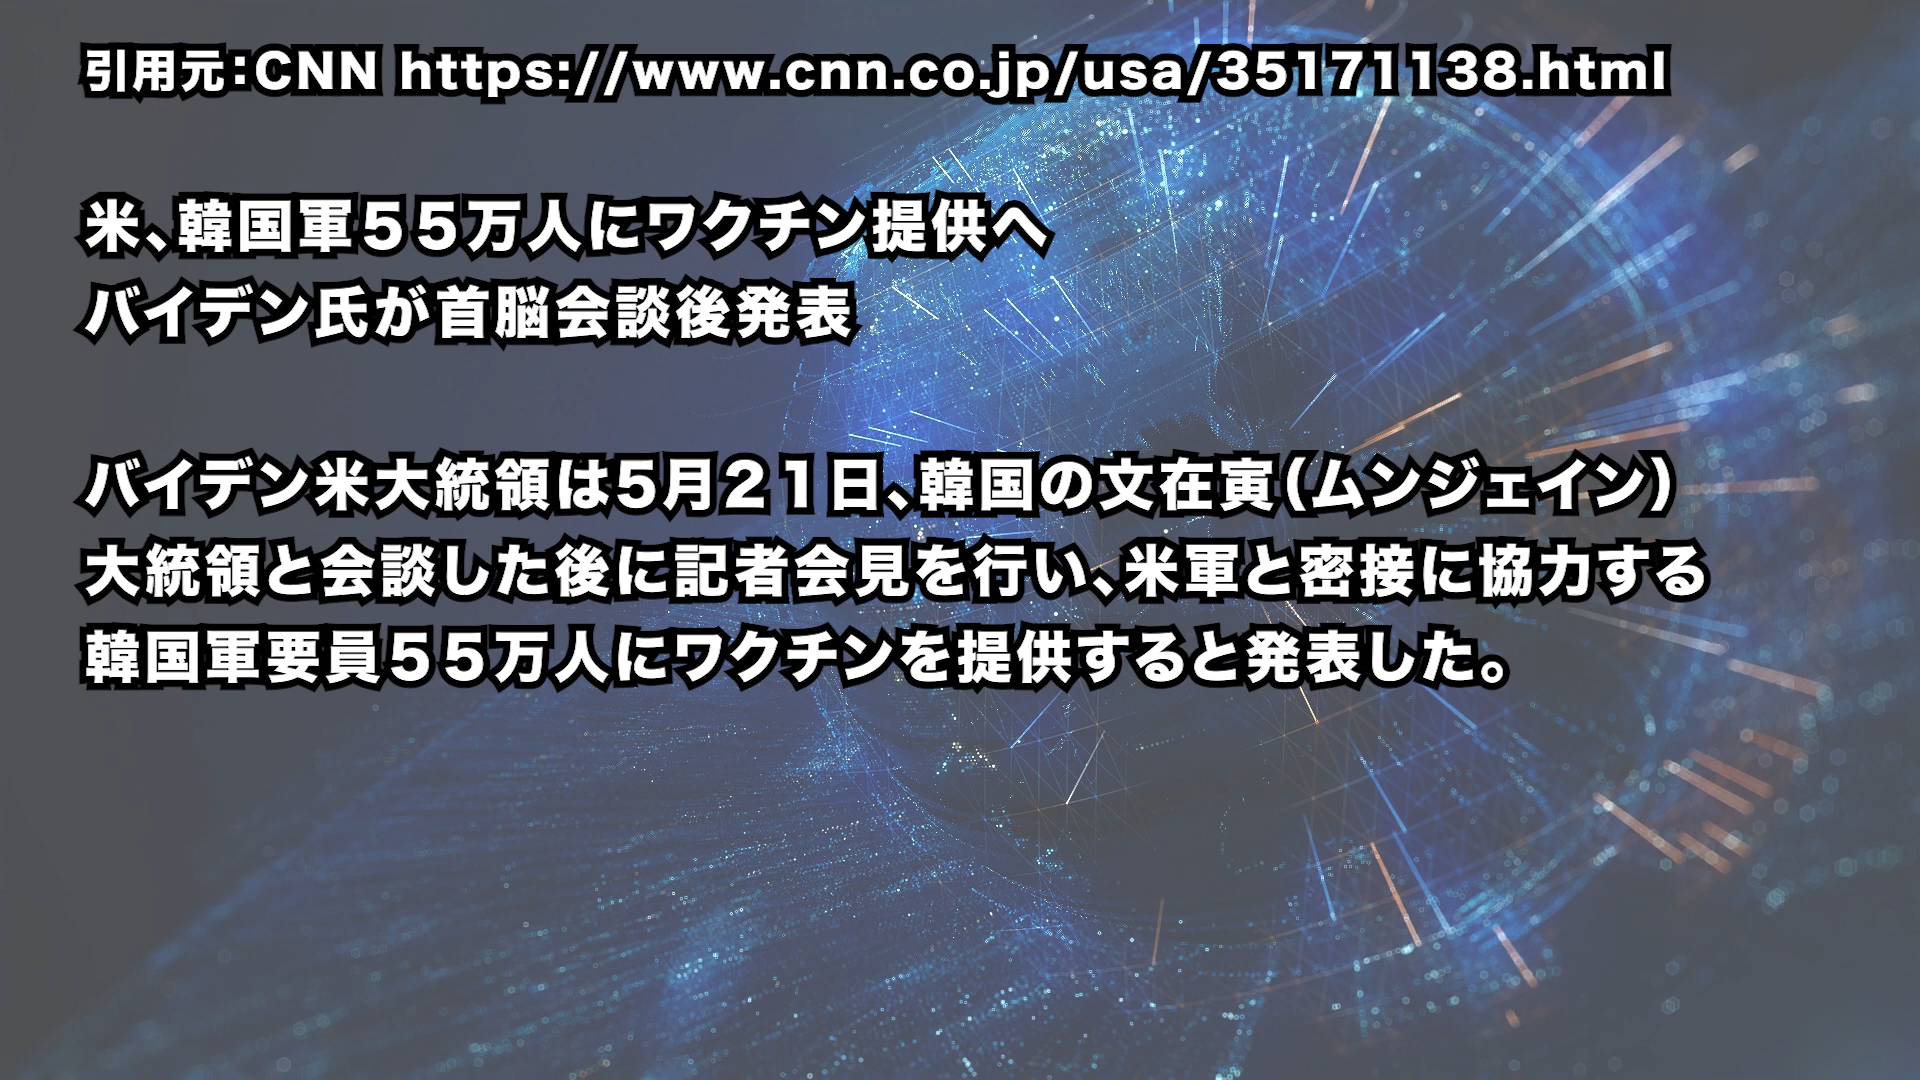 引用元：CNN https://www.cnn.co.jp/usa/35171138.html
米、韓国軍５５万人にワクチン提供へ
バイデン氏が首脳会談後発表
バイデン米大統領は５月２１日、韓国の文在寅（ムンジェイン）
大統領と会談した後に記者会見を行い、米軍と密接に協力する
韓国軍要員５５万人にワクチンを提供すると発表した。